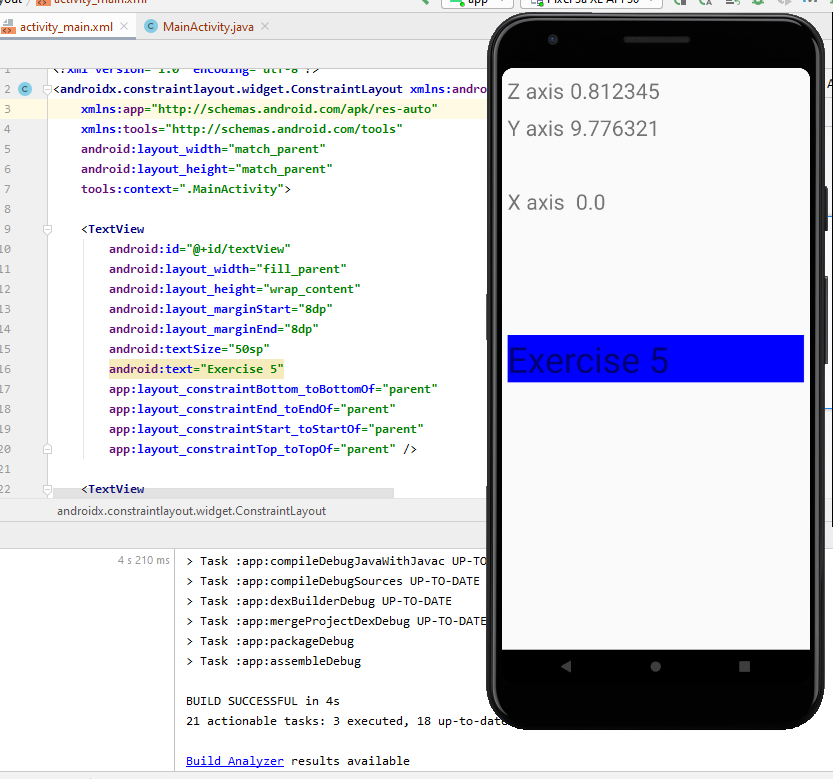 activity_main.xml
app
activity_main.xml
MainActivity.java
1 <?xml version="1.0" encoding="utf-8"?>
2 <androidx.constraintlayout.widget.ConstraintLayout xmlns:andro
3 xmlns:app="http://schemas.android.com/apk/res-auto"
4 xmlns:tools="http://schemas.android.com/tools"
5 android:layout_width="match_parent"
6 android:layout_height="match_parent"
7 tools:context=".MainActivity">
8
9 <TextView
10 android:id="@+id/textView"
11 android:layout_width="fill_parent"
12 android:layout_height="wrap_content"
13 android:layout_marginStart="8dp"
14 android:layout_marginEnd="8dp"
15 android:textSize="50sp"
16 android:text="Exercise 5"
17 app:layout_constraintBottom_toBottomOf="parent"
18 app:layout_constraintEnd_toEndOf="parent"
19 app:layout_constraintStart_toStartOf="parent"
20 app:layout_constraintTop_toTopOf="parent" />
21
22 <TextView
androidx.constraintlayout.widget.ConstraintLayout
4 s 210 ms
> Task :app:compileDebugJavaWithJavac UP-TO
> Task :app:compileDebugSources UP-TO-DATE
> Task :app:dexBuilderDebug UP-TO-DATE
> Task :app:mergeProjectDexDebug UP-TO-DATE
> Task :app:packageDebug
> Task :app:assembleDebug
BUILD SUCCESSFUL in 4s
21 actionable tasks: 3 executed, 18 up-to-date
Build Analyzer results available
Z axis 0.812345
Y axis 9.776321
X axis 0.0
Exercise 5